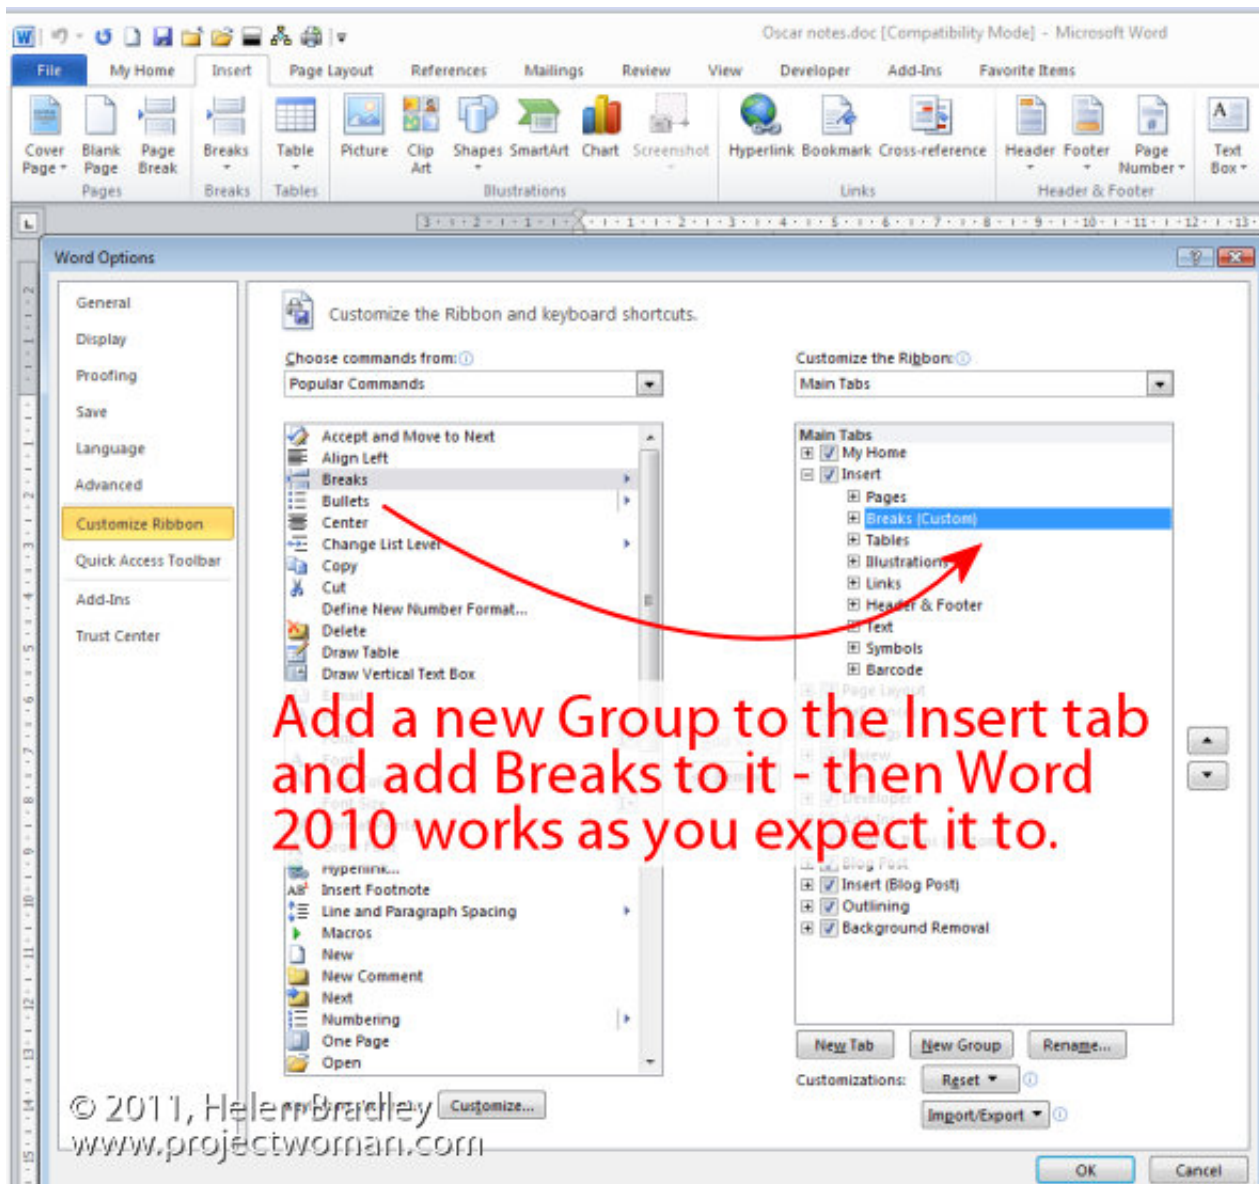 Oscar notes.doc [Compatibility Mode] - Microsoft Word
File My Home Insert Page Layout References Mailings Review View Developer Add-Ins Favorite Items
Cover Page Blank Page Page Break Breaks Table Picture Clip Art Shapes SmartArt Chart Screenshot Hyperlink Bookmark Cross-reference Header Footer Page Number Text Box
Pages Breaks Tables Illustrations Links Header & Footer
Word Options
General
Display
Proofing
Save
Language
Advanced
Customize Ribbon
Quick Access Toolbar
Add-Ins
Trust Center
Customize the Ribbon and keyboard shortcuts.
Choose commands from:
Popular Commands
Accept and Move to Next
Align Left
Breaks
Bullets
Center
Change List Level
Copy
Cut
Define New Number Format...
Delete
Draw Table
Draw Vertical Text Box
Font
Font Size
Hyperlink...
Insert Footnote
Line and Paragraph Spacing
Macros
New
New Comment
Next
Numbering
One Page
Open
Customize...
Customize the Ribbon:
Main Tabs
Main Tabs
My Home
Insert
Pages
Breaks (Custom)
Tables
Illustrations
Links
Header & Footer
Text
Symbols
Barcode
Page Layout
Developer
Blog Post
Insert (Blog Post)
Outlining
Background Removal
New Tab New Group Rename...
Customizations: Reset
Import/Export
OK Cancel
Add a new Group to the Insert tab
and add Breaks to it - then Word
2010 works as you expect it to.
© 2011, Helen Bradley
www.projectwoman.com